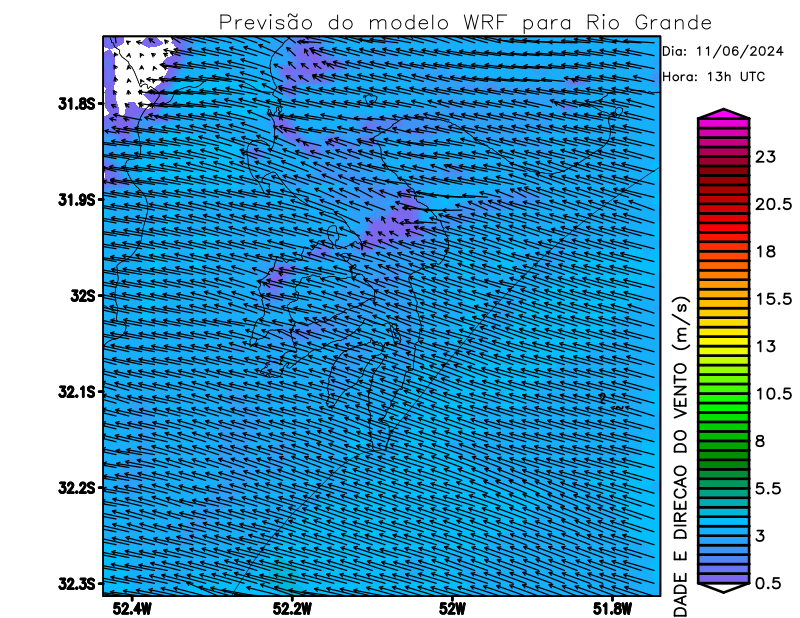 Previsão do modelo WRF para Rio Grande
Dia: 11/06/2024
Hora: 13h UTC
31.8S
31.9S
32S
32.1S
32.2S
32.3S
52.4W
52.2W
52W
51.8W
23
20.5
18
15.5
13
10.5
8
5.5
3
0.5
DADE E DIRECAO DO VENTO (m/s)